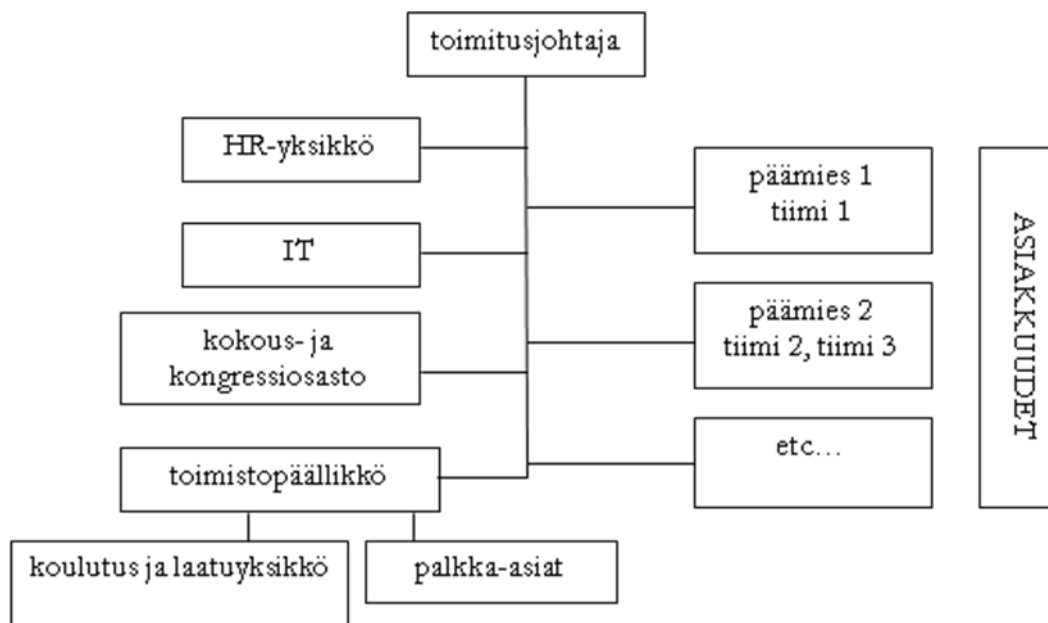 toimitusjohtaja
HR-yksikkö
IT
kokous- ja
kongressiosasto
toimistopäällikkö
koulutus ja laatuyksikkö
palkka-asiat
päämies 1
tiimi 1
päämies 2
tiimi 2, tiimi 3
etc...
ASIAKKUUDET